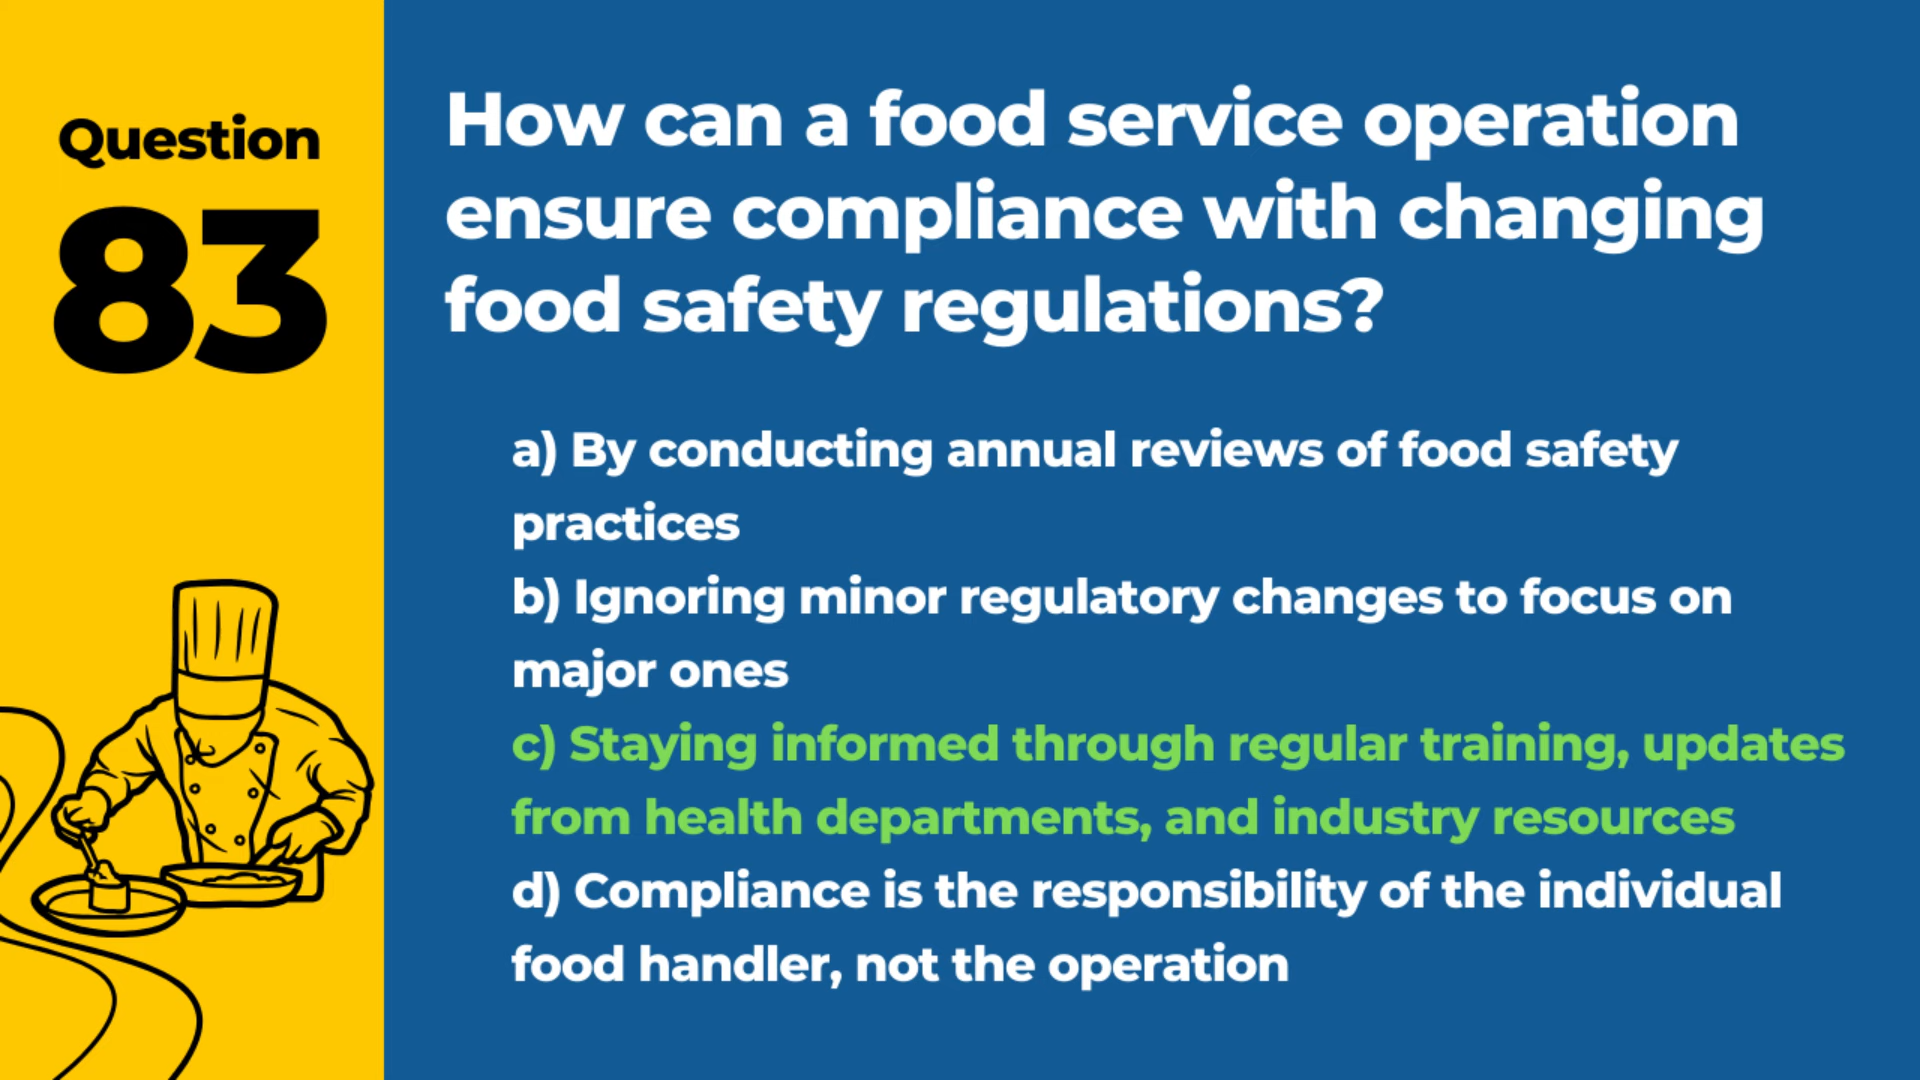 Question
83
How can a food service operation
ensure compliance with changing
food safety regulations?
a) By conducting annual reviews of food safety
practices
b) Ignoring minor regulatory changes to focus on
major ones
c) Staying informed through regular training, updates
from health departments, and industry resources
d) Compliance is the responsibility of the individual
food handler, not the operation